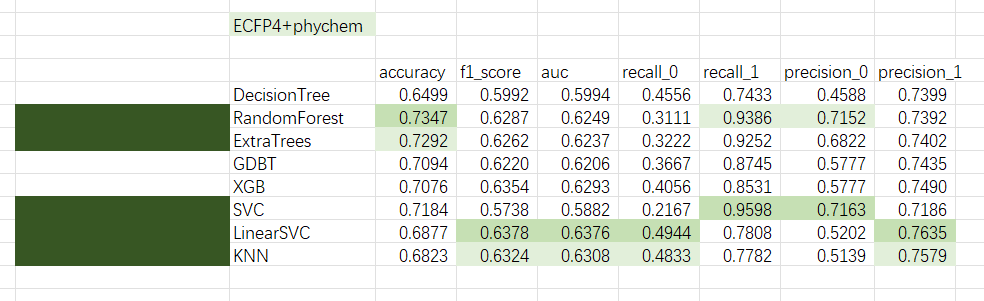 ECFP4+phychem
accuracy f1_score auc recall_0 recall_1 precision_0 precision_1
DecisionTree 0.6499 0.5992 0.5994 0.4556 0.7433 0.4588 0.7399
RandomForest 0.7347 0.6287 0.6249 0.3111 0.9386 0.7152 0.7392
ExtraTrees 0.7292 0.6262 0.6237 0.3222 0.9252 0.6822 0.7402
GDBT 0.7094 0.6220 0.6206 0.3667 0.8745 0.5777 0.7435
XGB 0.7076 0.6354 0.6293 0.4056 0.8531 0.5777 0.7490
SVC 0.7184 0.5738 0.5882 0.2167 0.9598 0.7163 0.7186
LinearSVC 0.6877 0.6378 0.6376 0.4944 0.7808 0.5202 0.7635
KNN 0.6823 0.6324 0.6308 0.4833 0.7782 0.5139 0.7579